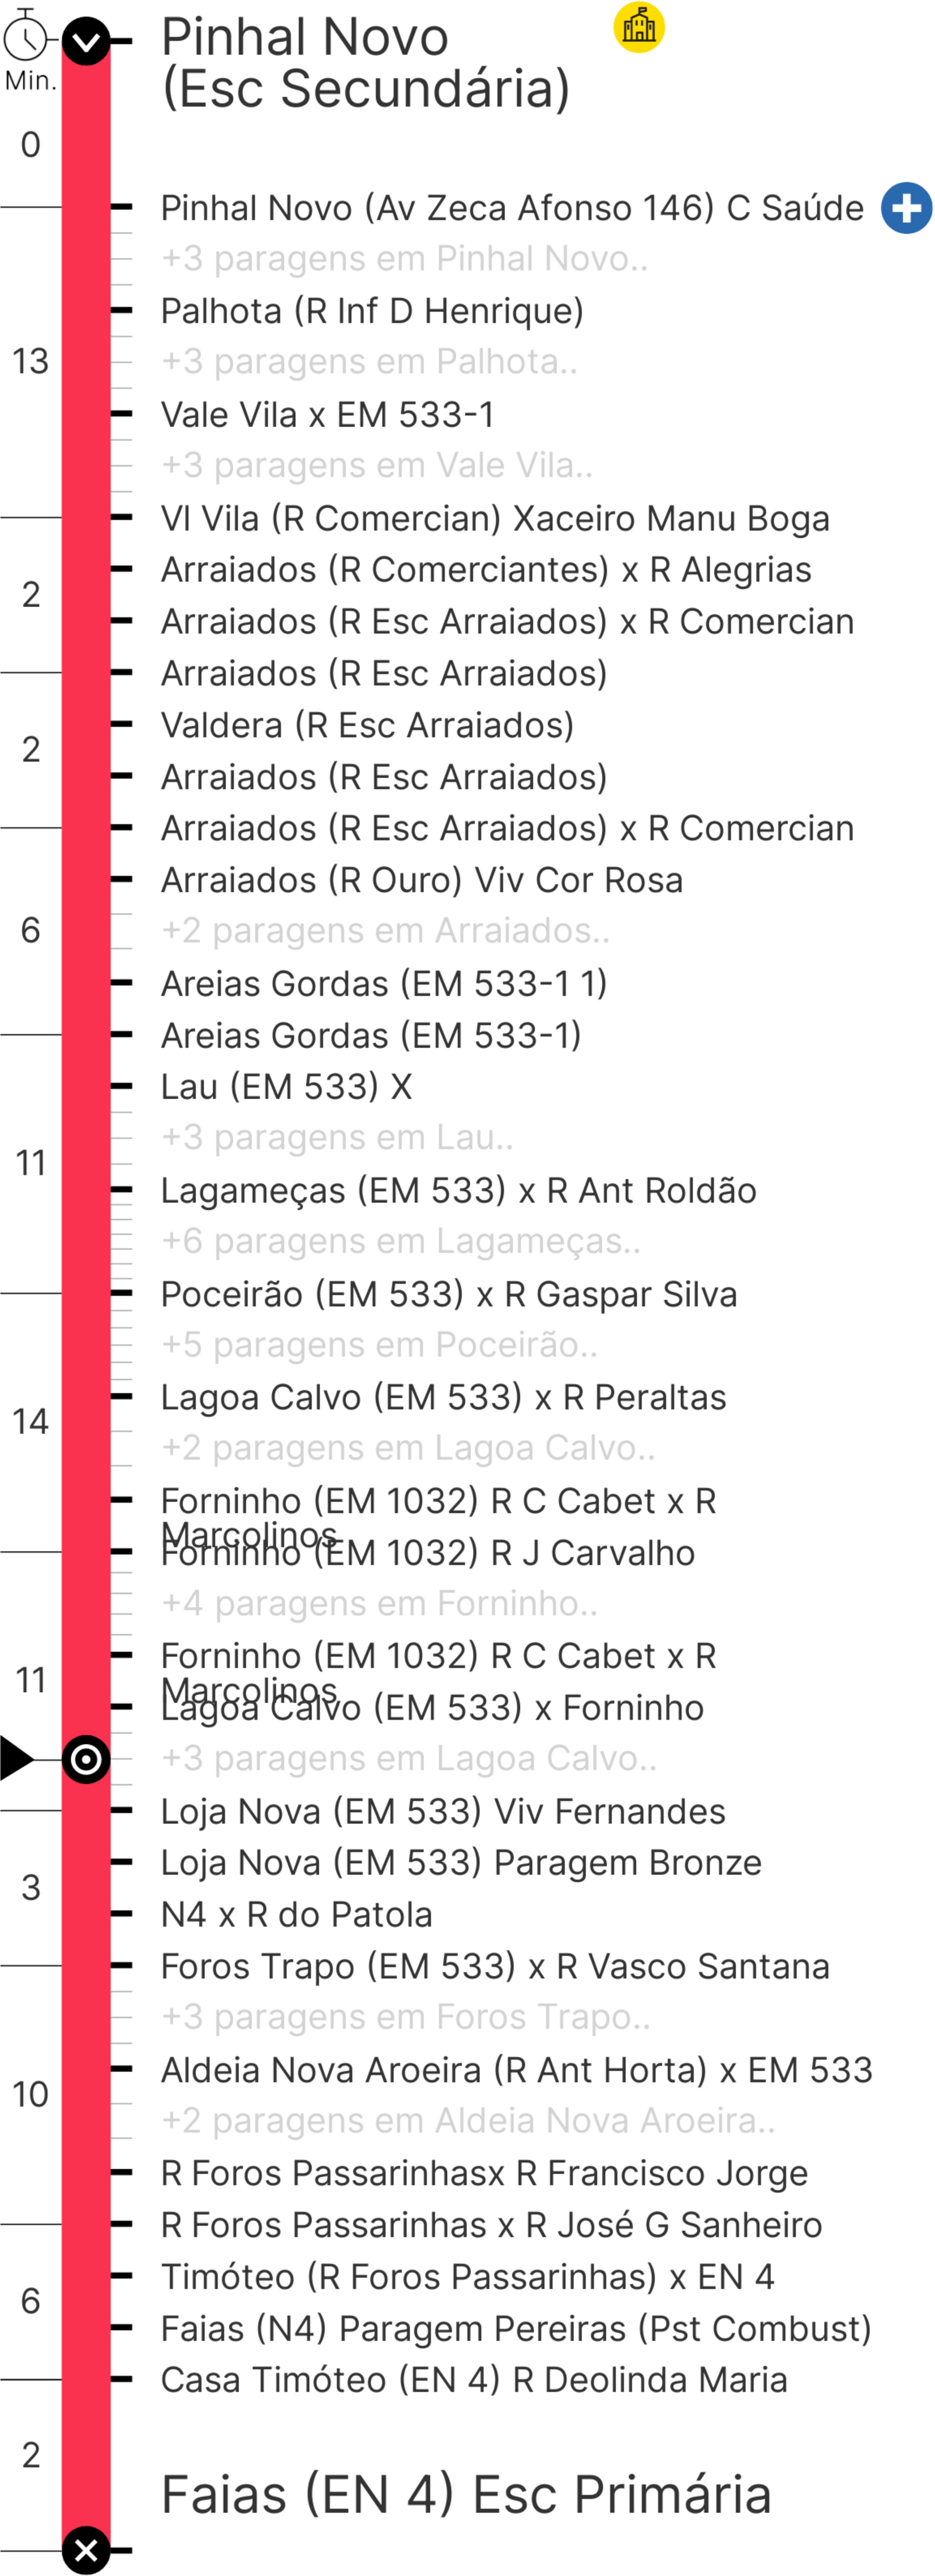 Pinhal Novo
(Esc Secundária)
Min.
0
Pinhal Novo (Av Zeca Afonso 146) C Saúde
+3 paragens em Pinhal Novo..
Palhota (R Inf D Henrique)
13
+3 paragens em Palhota..
Vale Vila x EM 533-1
+3 paragens em Vale Vila..
Vl Vila (R Comercian) Xaceiro Manu Boga
Arraiados (R Comerciantes) x R Alegrias
2
Arraiados (R Esc Arraiados) x R Comercian
Arraiados (R Esc Arraiados)
Valdera (R Esc Arraiados)
2
Arraiados (R Esc Arraiados)
Arraiados (R Esc Arraiados) x R Comercian
Arraiados (R Ouro) Viv Cor Rosa
6
+2 paragens em Arraiados..
Areias Gordas (EM 533-1 1)
Areias Gordas (EM 533-1)
Lau (EM 533) X
+3 paragens em Lau..
11
Lagameças (EM 533) x R Ant Roldão
+6 paragens em Lagameças..
Poceirão (EM 533) x R Gaspar Silva
+5 paragens em Poceirão..
Lagoa Calvo (EM 533) x R Peraltas
14
+2 paragens em Lagoa Calvo..
Forninho (EM 1032) R C Cabet x R
Marcolinos
Forninho (EM 1032) R J Carvalho
+4 paragens em Forninho..
Forninho (EM 1032) R C Cabet x R
11
Marcolinos
Lagoa Calvo (EM 533) x Forninho
+3 paragens em Lagoa Calvo..
Loja Nova (EM 533) Viv Fernandes
Loja Nova (EM 533) Paragem Bronze
3
N4 x R do Patola
Foros Trapo (EM 533) x R Vasco Santana
+3 paragens em Foros Trapo..
Aldeia Nova Aroeira (R Ant Horta) x EM 533
10
+2 paragens em Aldeia Nova Aroeira..
R Foros Passarinhasx R Francisco Jorge
R Foros Passarinhas x R José G Sanheiro
Timóteo (R Foros Passarinhas) x EN 4
6
Faias (N4) Paragem Pereiras (Pst Combust)
Casa Timóteo (EN 4) R Deolinda Maria
2
Faias (EN 4) Esc Primária